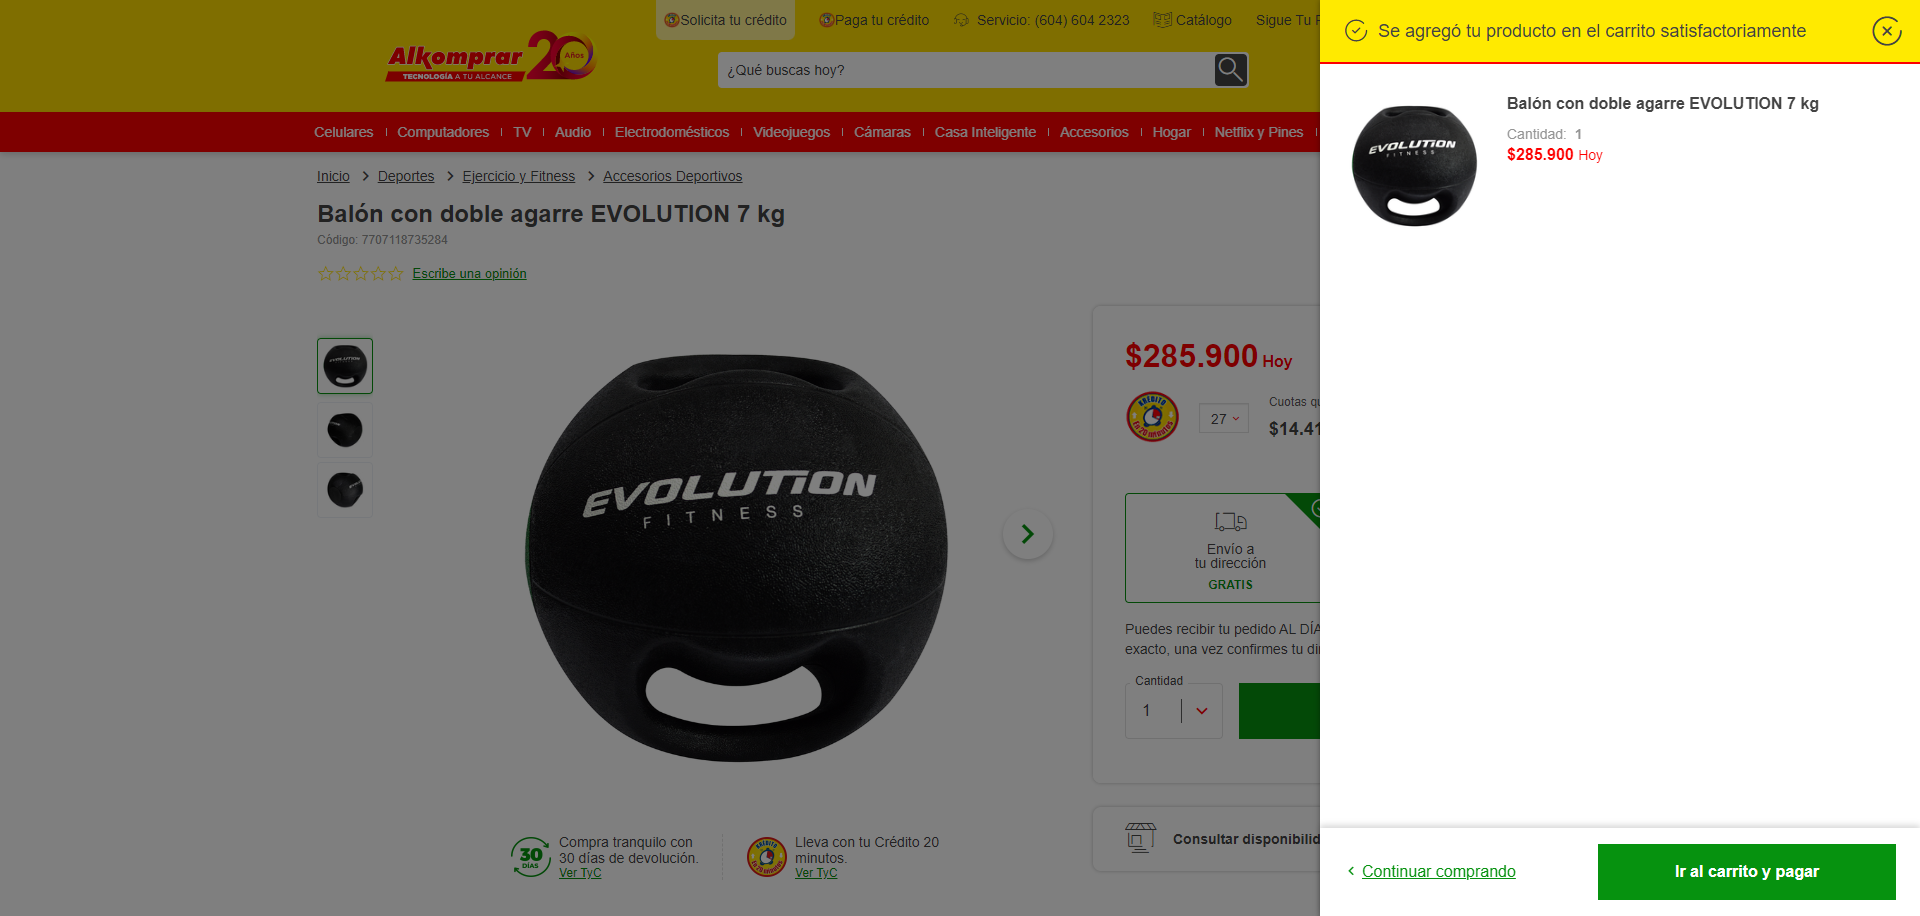 Solicita tu crédito
Paga tu crédito
Servicio: (604) 604 2323
Catálogo
Sigue Tu
Alkomprar 20 Años
TECNOLOGÍA A TU ALCANCE
¿Qué buscas hoy?
Celulares
Computadores
TV
Audio
Electrodomésticos
Videojuegos
Cámaras
Casa Inteligente
Accesorios
Hogar
Netflix y Pines
Inicio
Deportes
Ejercicio y Fitness
Accesorios Deportivos
Balón con doble agarre EVOLUTION 7 kg
Código: 7707118735284
Escribe una opinión
EVOLUTION
FITNESS
$285.900 Hoy
KREDITO
En 20 minutos
27
Cuotas
$14.41
Envío a
tu dirección
GRATIS
Puedes recibir tu pedido AL DÍA
exacto, una vez confirmes tu
Cantidad
1
Consultar
30 DÍAS
Compra tranquilo con
30 días de devolución.
Ver TyC
Lleva con tu Crédito 20
minutos.
Ver TyC
Se agregó tu producto en el carrito satisfactoriamente
EVOLUTION
FITNESS
Balón con doble agarre EVOLUTION 7 kg
Cantidad: 1
$285.900 Hoy
Continuar comprando
Ir al carrito y pagar